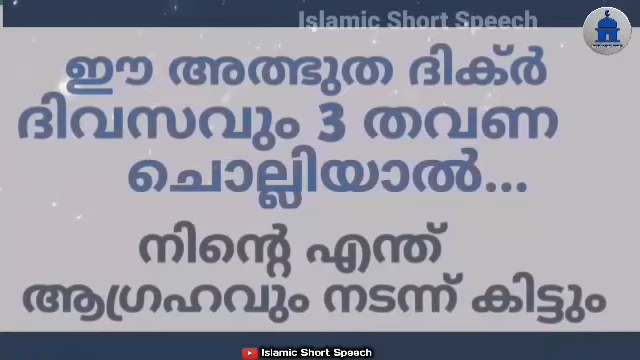 Islamic Short Speech
ഈ അത്ഭുത ദിക്ർ
ദിവസവും 3 തവണ
ചൊല്ലിയാൽ...
നിന്റെ എന്ത്
ആഗ്രഹവും നടന്ന് കിട്ടും
Islamic Short Speech